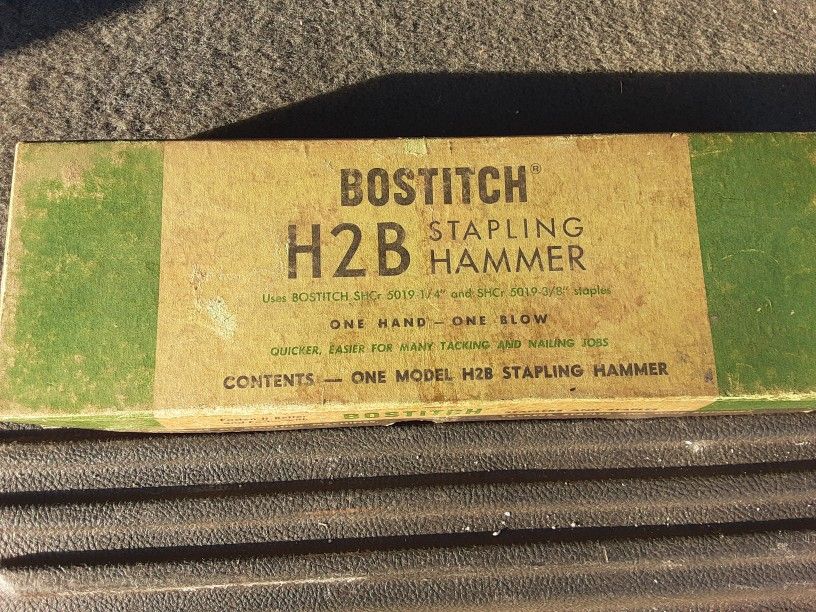 BOSTITCH®
H2B STAPLING HAMMER
Uses BOSTITCH SHCr 5019-1/4" and SHCr 5019-3/8" staples
ONE HAND — ONE BLOW
QUICKER, EASIER FOR MANY TACKING AND NAILING JOBS
CONTENTS — ONE MODEL H2B STAPLING HAMMER
BOSTITCH